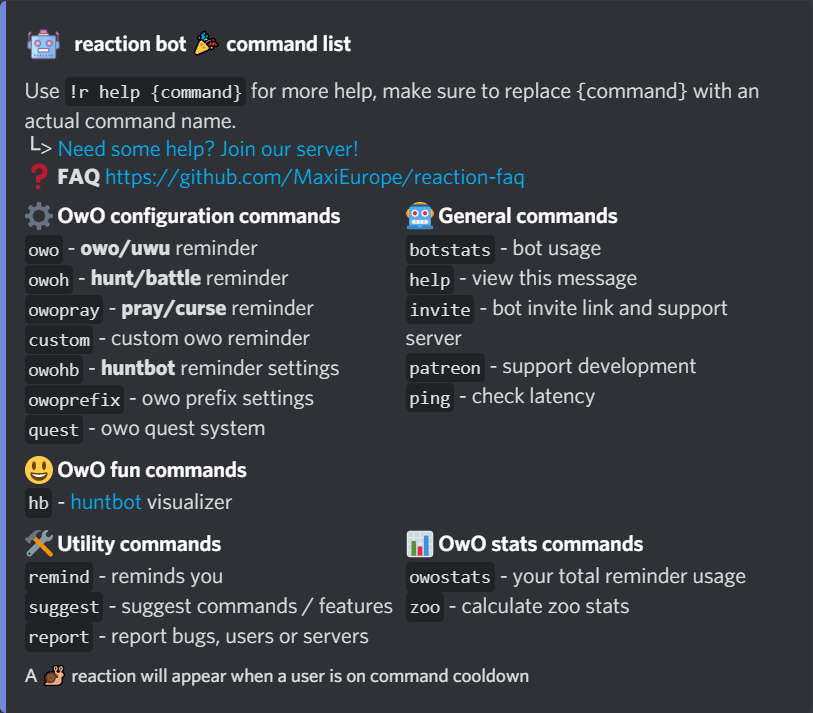 reaction bot 🎉 command list
Use !r help {command} for more help, make sure to replace {command} with an
actual command name.
╰> Need some help? Join our server!
❓ FAQ https://github.com/MaxiEurope/reaction-faq
OwO configuration commands
owo - owo/uwu reminder
owoh - hunt/battle reminder
owopray - pray/curse reminder
custom - custom owo reminder
owohb - huntbot reminder settings
owoprefix - owo prefix settings
quest - owo quest system
General commands
botstats - bot usage
help - view this message
invite - bot invite link and support
server
patreon - support development
ping - check latency
OwO fun commands
hb - huntbot visualizer
Utility commands
remind - reminds you
suggest - suggest commands / features
report - report bugs, users or servers
OwO stats commands
owostats - your total reminder usage
zoo - calculate zoo stats
A 🐌 reaction will appear when a user is on command cooldown